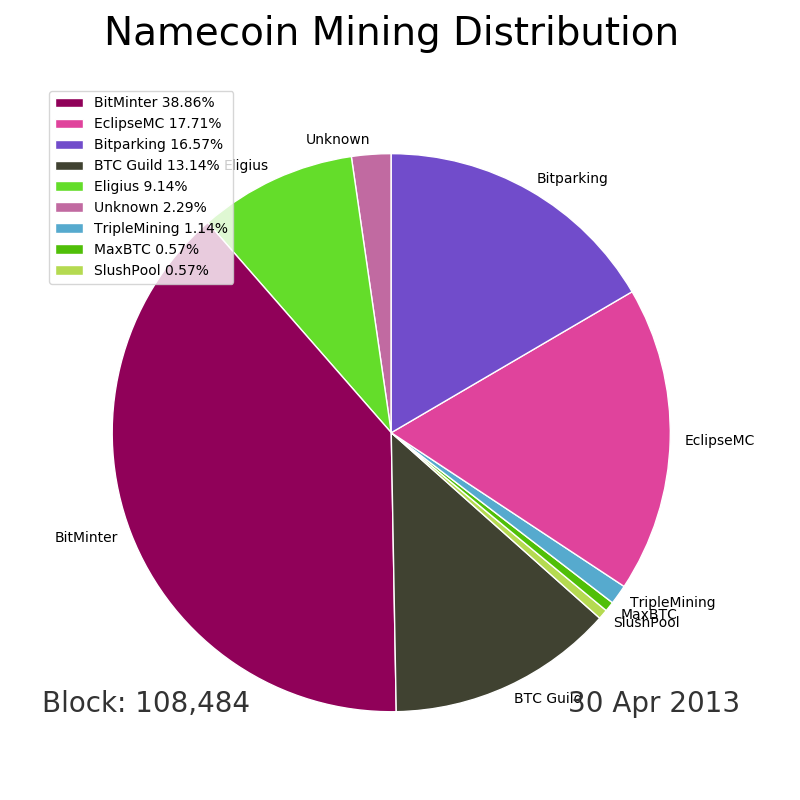 Namecoin Mining Distribution
BitMinter 38.86%
EclipseMC 17.71%
Bitparking 16.57%
BTC Guild 13.14%
Eligius 9.14%
Unknown 2.29%
TripleMining 1.14%
MaxBTC 0.57%
SlushPool 0.57%
Unknown
Eligius
Bitparking
EclipseMC
BitMinter
TripleMining
MaxBTC
SlushPool
BTC Guild
Block: 108,484
30 Apr 2013